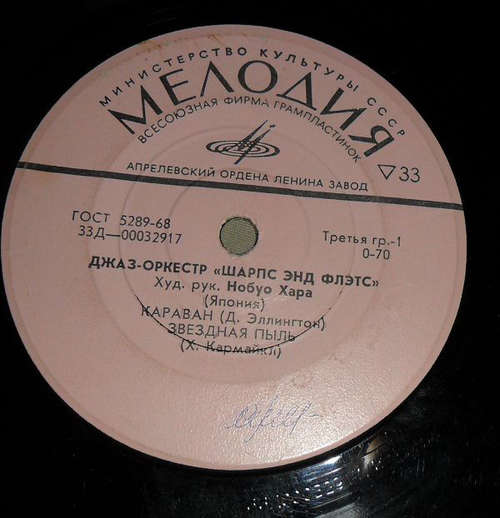 МИНИСТЕРСТВО КУЛЬТУРЫ СССР
МЕЛОДИЯ
ВСЕСОЮЗНАЯ ФИРМА ГРАМПЛАСТИНОК
АПРЕЛЕВСКИЙ ОРДЕНА ЛЕНИНА ЗАВОД
▽33
ГОСТ 5289-68
33Д—00032917
Третья гр.-1
0-70
ДЖАЗ-ОРКЕСТР «ШАРПС ЭНД ФЛЭТС»
Худ. рук. Нобуо Хара
(Япония)
КАРАВАН (Д. Эллингтон)
ЗВЕЗДНАЯ ПЫЛЬ
(Х. Кармайкл)